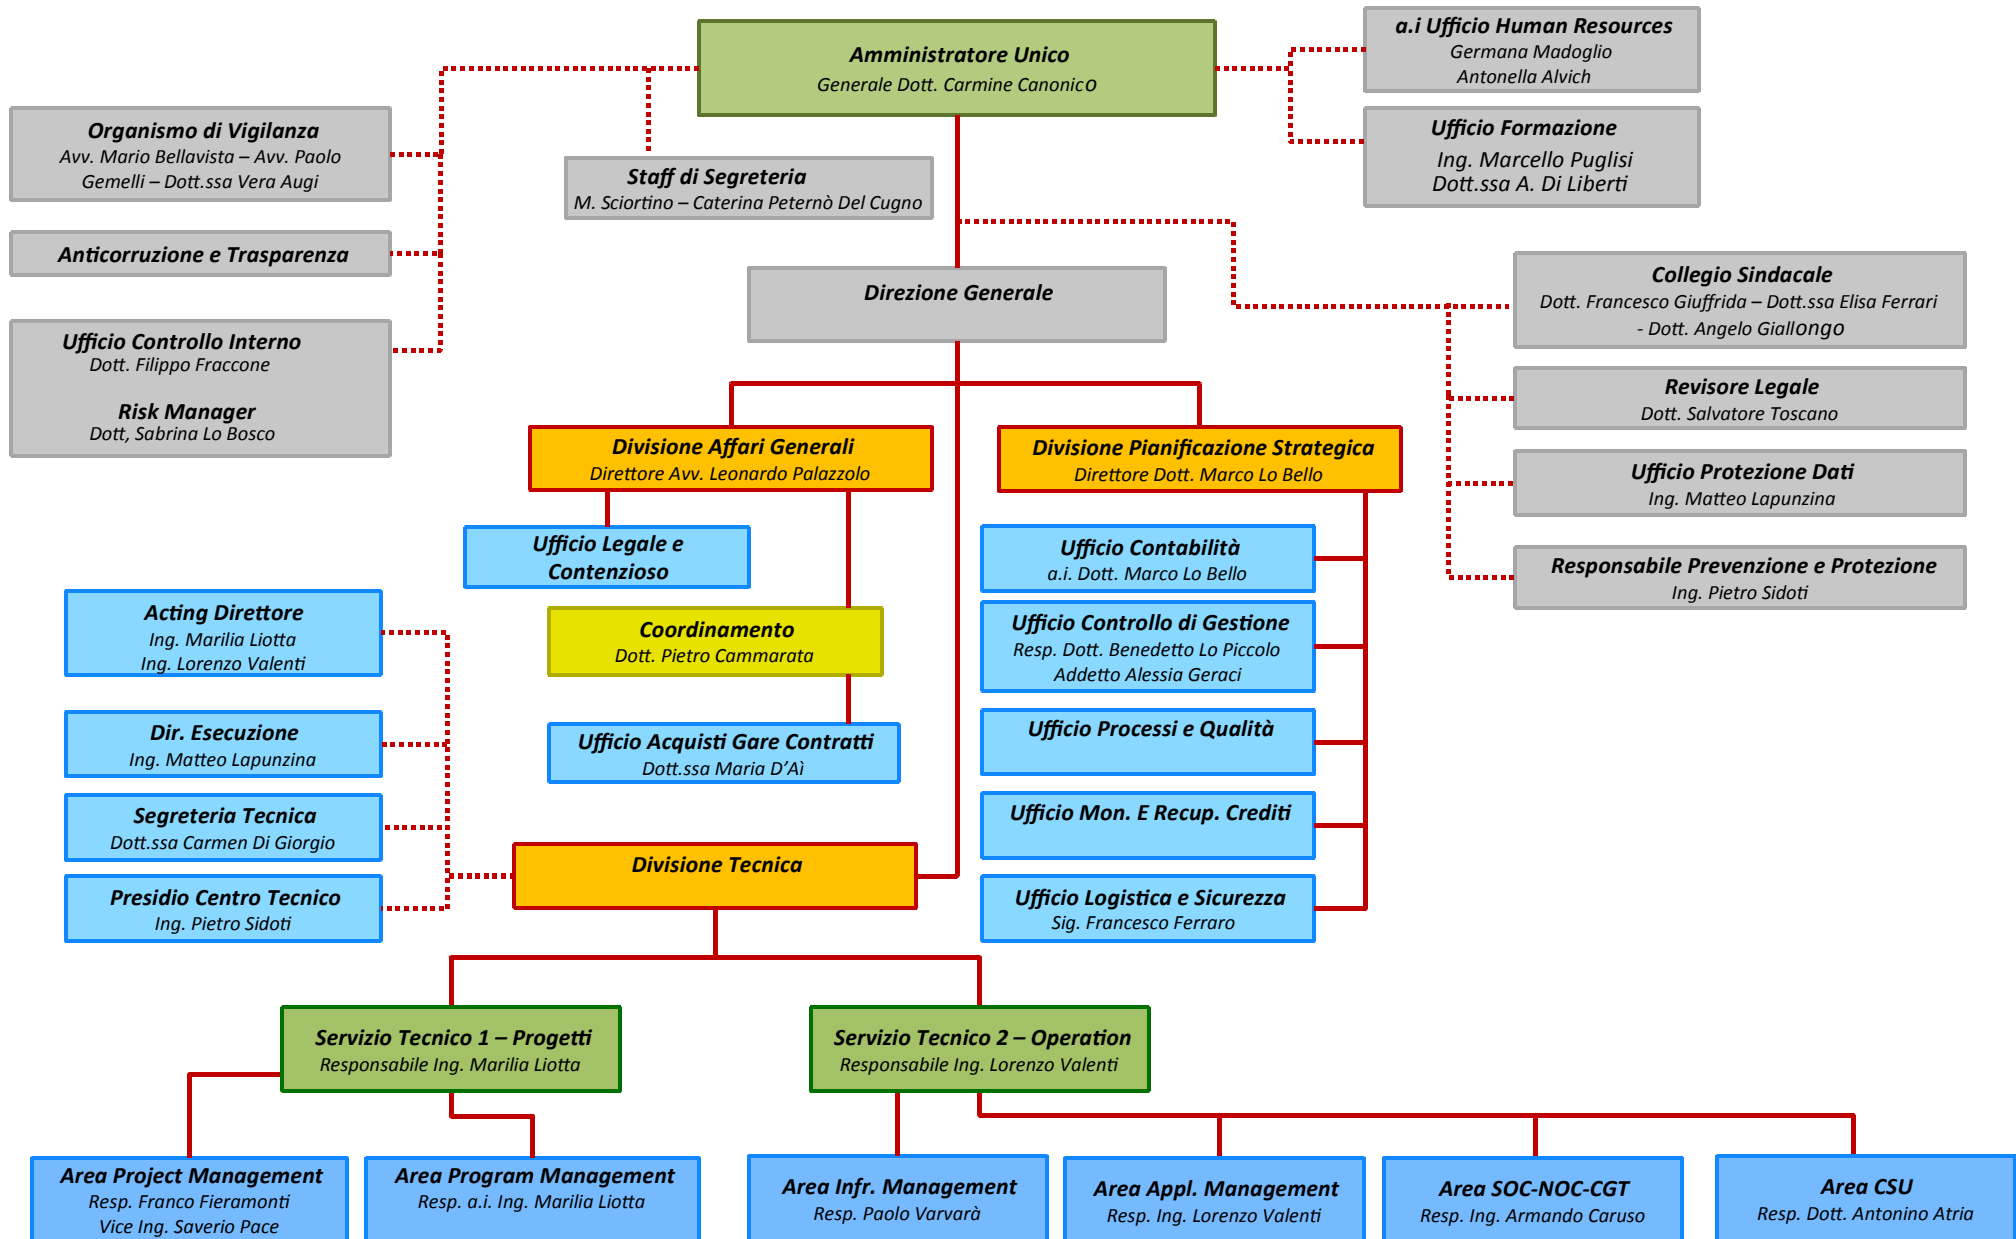 Amministratore Unico
Generale Dott. Carmine Canonico
a.i Ufficio Human Resources
Germana Madoglio
Antonella Alvich
Ufficio Formazione
Ing. Marcello Puglisi
Dott.ssa A. Di Liberti
Organismo di Vigilanza
Avv. Mario Bellavista – Avv. Paolo
Gemelli – Dott.ssa Vera Augi
Staff di Segreteria
M. Sciortino – Caterina Peternò Del Cugno
Anticorruzione e Trasparenza
Ufficio Controllo Interno
Dott. Filippo Fraccone
Risk Manager
Dott, Sabrina Lo Bosco
Direzione Generale
Collegio Sindacale
Dott. Francesco Giuffrida – Dott.ssa Elisa Ferrari
- Dott. Angelo Giallongo
Revisore Legale
Dott. Salvatore Toscano
Ufficio Protezione Dati
Ing. Matteo Lapunzina
Responsabile Prevenzione e Protezione
Ing. Pietro Sidoti
Divisione Affari Generali
Direttore Avv. Leonardo Palazzolo
Divisione Pianificazione Strategica
Direttore Dott. Marco Lo Bello
Ufficio Legale e
Contenzioso
Coordinamento
Dott. Pietro Cammarata
Ufficio Acquisti Gare Contratti
Dott.ssa Maria D'Aì
Ufficio Contabilità
a.i. Dott. Marco Lo Bello
Ufficio Controllo di Gestione
Resp. Dott. Benedetto Lo Piccolo
Addetto Alessia Geraci
Ufficio Processi e Qualità
Ufficio Mon. E Recup. Crediti
Ufficio Logistica e Sicurezza
Sig. Francesco Ferraro
Acting Direttore
Ing. Marilia Liotta
Ing. Lorenzo Valenti
Dir. Esecuzione
Ing. Matteo Lapunzina
Segreteria Tecnica
Dott.ssa Carmen Di Giorgio
Presidio Centro Tecnico
Ing. Pietro Sidoti
Divisione Tecnica
Servizio Tecnico 1 – Progetti
Responsabile Ing. Marilia Liotta
Servizio Tecnico 2 – Operation
Responsabile Ing. Lorenzo Valenti
Area Project Management
Resp. Franco Fieramonti
Vice Ing. Saverio Pace
Area Program Management
Resp. a.i. Ing. Marilia Liotta
Area Infr. Management
Resp. Paolo Varvarà
Area Appl. Management
Resp. Ing. Lorenzo Valenti
Area SOC-NOC-CGT
Resp. Ing. Armando Caruso
Area CSU
Resp. Dott. Antonino Atria